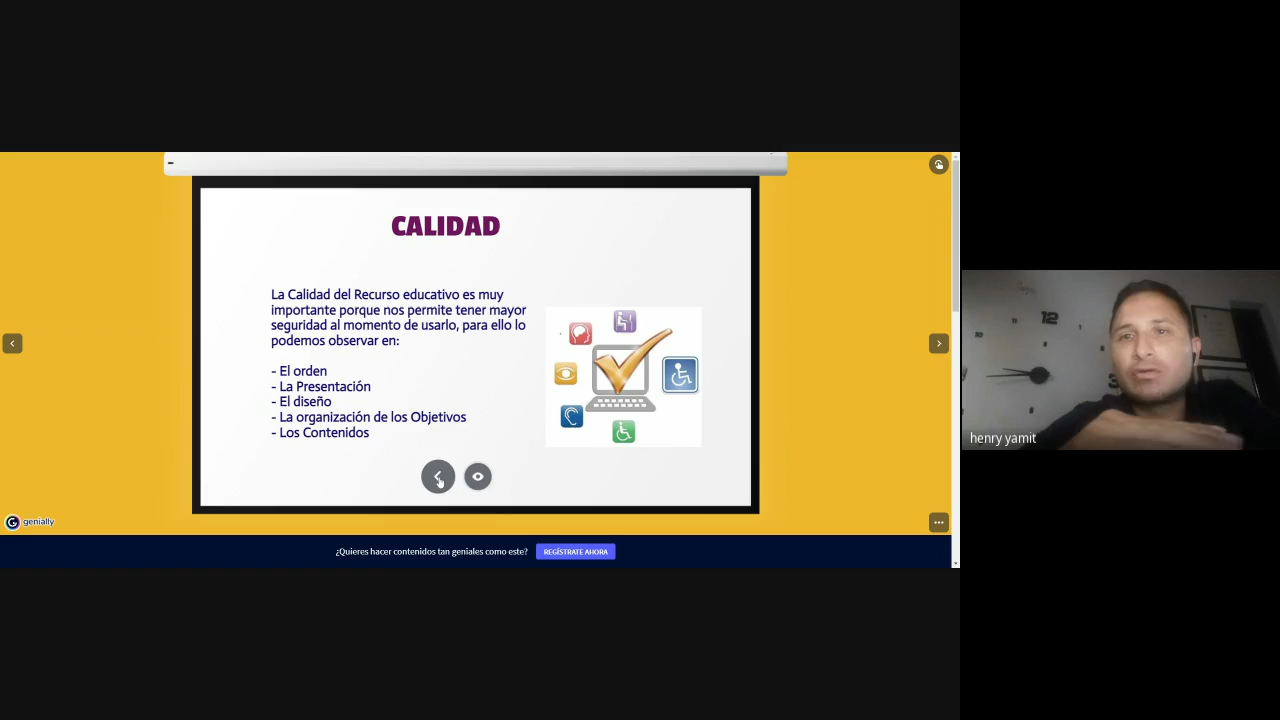 CALIDAD
La Calidad del Recurso educativo es muy
importante porque nos permite tener mayor
seguridad al momento de usarlo, para ello lo
podemos observar en:
- El orden
- La Presentación
- El diseño
- La organización de los Objetivos
- Los Contenidos
genially
¿Quieres hacer contenidos tan geniales como este? REGÍSTRATE AHORA
12
3
henry yamit